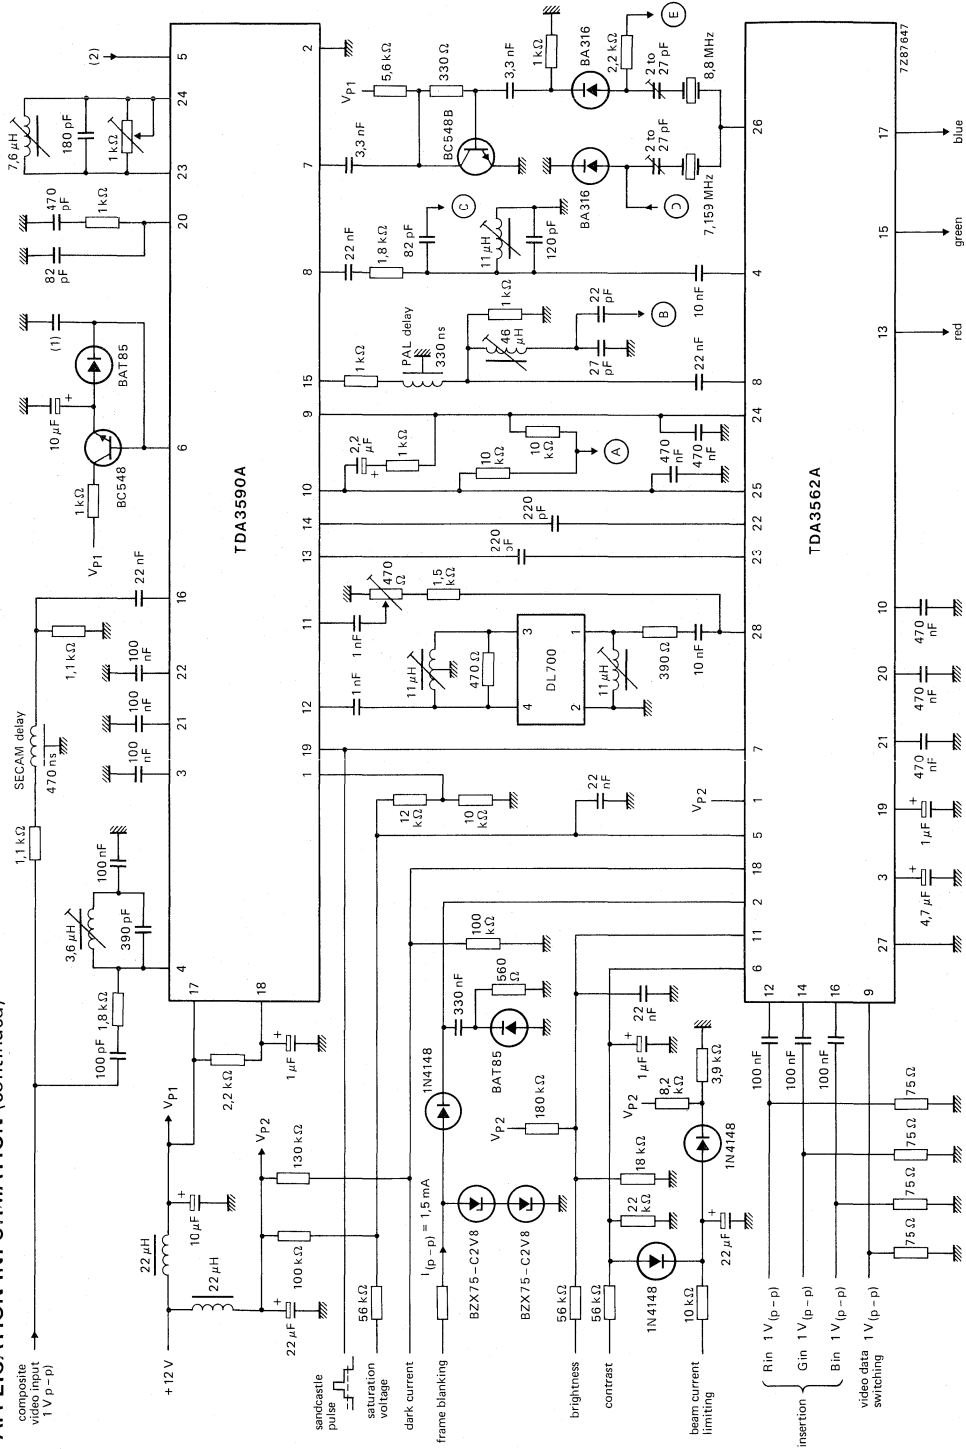 APPLICATION INFORMATION (continued)
composite
video input
1 V p-p)
1,1 kΩ
SECAM delay
470 ns
1,1 kΩ
22 nF
100 pF
1,8 kΩ
3,6 µH
390 pF
100 nF
100
nF
100
nF
100
nF
VP1
1 kΩ
BC548
10 µF
+
BAT85
(1)
82
pF
470
pF
1 kΩ
7,6 µH
180 pF
1 kΩ
(2)
4
3
21
22
16
6
20
23
24
5
17
18
TDA3590A
1
19
12
11
13
14
10
9
15
8
7
2
+12 V
22 µH
VP1
10 µF
+
22 µH
VP2
22 µF
+
2,2 kΩ
1 µF
+
100 kΩ
130 kΩ
sandcastle
pulse
saturation
voltage
56 kΩ
dark current
frame blanking
I(p-p) = 1,5 mA
BZX75-C2V8
BZX75-C2V8
1N4148
330 nF
BAT85
560
Ω
100
kΩ
12
kΩ
10
kΩ
22
nF
VP2
1 nF
11 µH
470 Ω
4
3
DL700
2
1
11 µH
390 Ω
10 nF
1 nF
470
Ω
1,5
kΩ
220
pF
220
pF
2,2
µF
+
1 kΩ
10
kΩ
10
kΩ
A
470
nF
470
nF
1 kΩ
PAL delay
330 ns
46
µH
1 kΩ
27
pF
22
pF
B
22 nF
22 nF
1,8 kΩ
82 pF
C
11 µH
120 pF
10 nF
3,3 nF
VP1
5,6 kΩ
330 Ω
BC548B
3,3 nF
1 kΩ
BA316
BA316
2,2 kΩ
E
D
2 to
27 pF
2 to
27 pF
7,159 MHz
8,8 MHz
brightness
56 kΩ
VP2
180 kΩ
contrast
56 kΩ
22
kΩ
18 kΩ
1 µF
+
22
nF
1N4148
beam current
limiting
10 kΩ
22 µF
+
1N4148
VP2
8,2
kΩ
3,9 kΩ
6
11
2
18
5
1
7
28
23
22
25
24
8
4
26
12
14
16
9
TDA3562A
27
3
19
21
20
10
13
15
17
insertion
Rin 1 V(p-p)
Gin 1 V(p-p)
Bin 1 V(p-p)
video data 1 V(p-p)
switching
75 Ω
75 Ω
75 Ω
75 Ω
100 nF
100 nF
100 nF
4,7 µF
+
1 µF
+
470
nF
470
nF
470
nF
red
green
blue
7Z87647